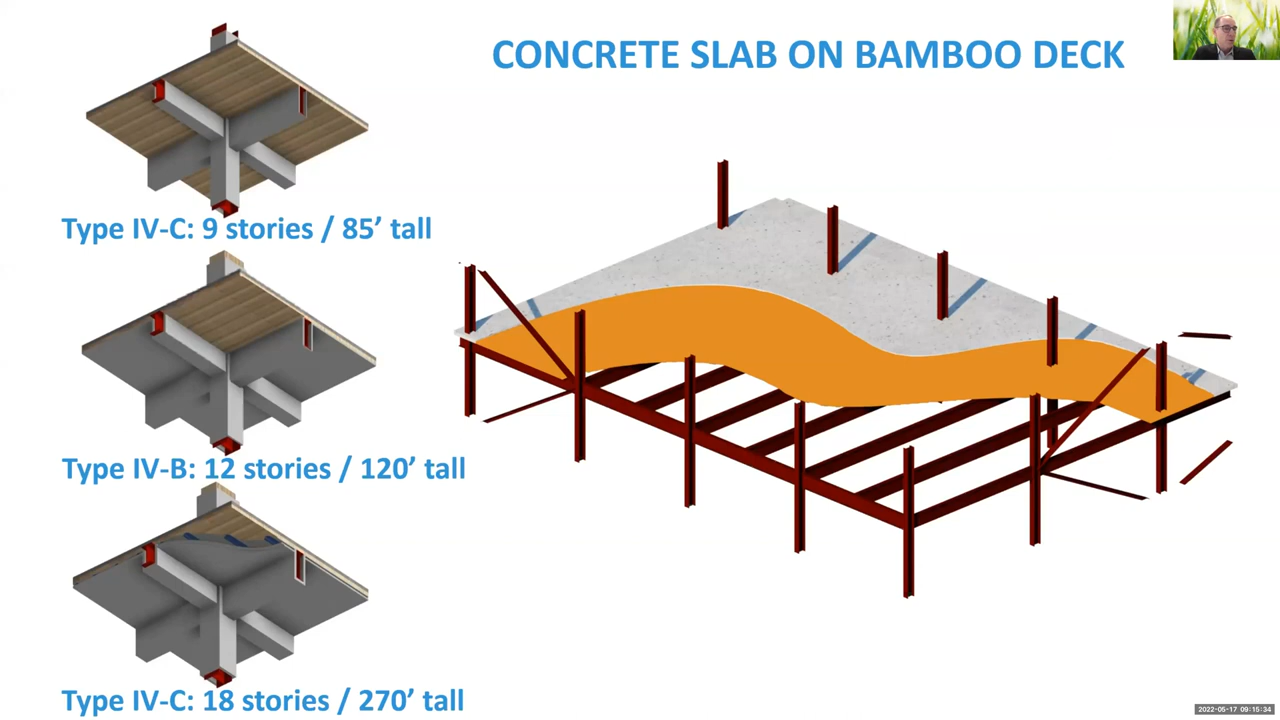 CONCRETE SLAB ON BAMBOO DECK
Type IV-C: 9 stories / 85’ tall
Type IV-B: 12 stories / 120’ tall
Type IV-C: 18 stories / 270’ tall
2022-05-17 09:15:34